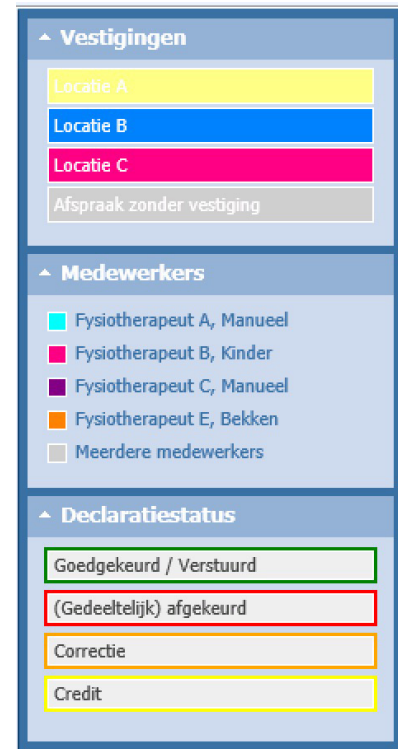 Vestigingen
Locatie A
Locatie B
Locatie C
Afspraak zonder vestiging
Medewerkers
Fysiotherapeut A, Manueel
Fysiotherapeut B, Kinder
Fysiotherapeut C, Manueel
Fysiotherapeut E, Bekken
Meerdere medewerkers
Declaratiestatus
Goedgekeurd / Verstuurd
(Gedeeltelijk) afgekeurd
Correctie
Credit